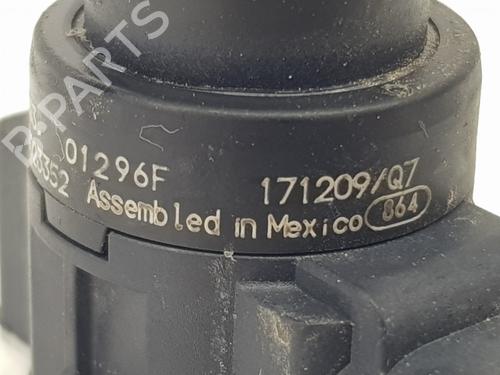 B-PARTS
01296F 171209/Q7
Assembled in Mexico 864